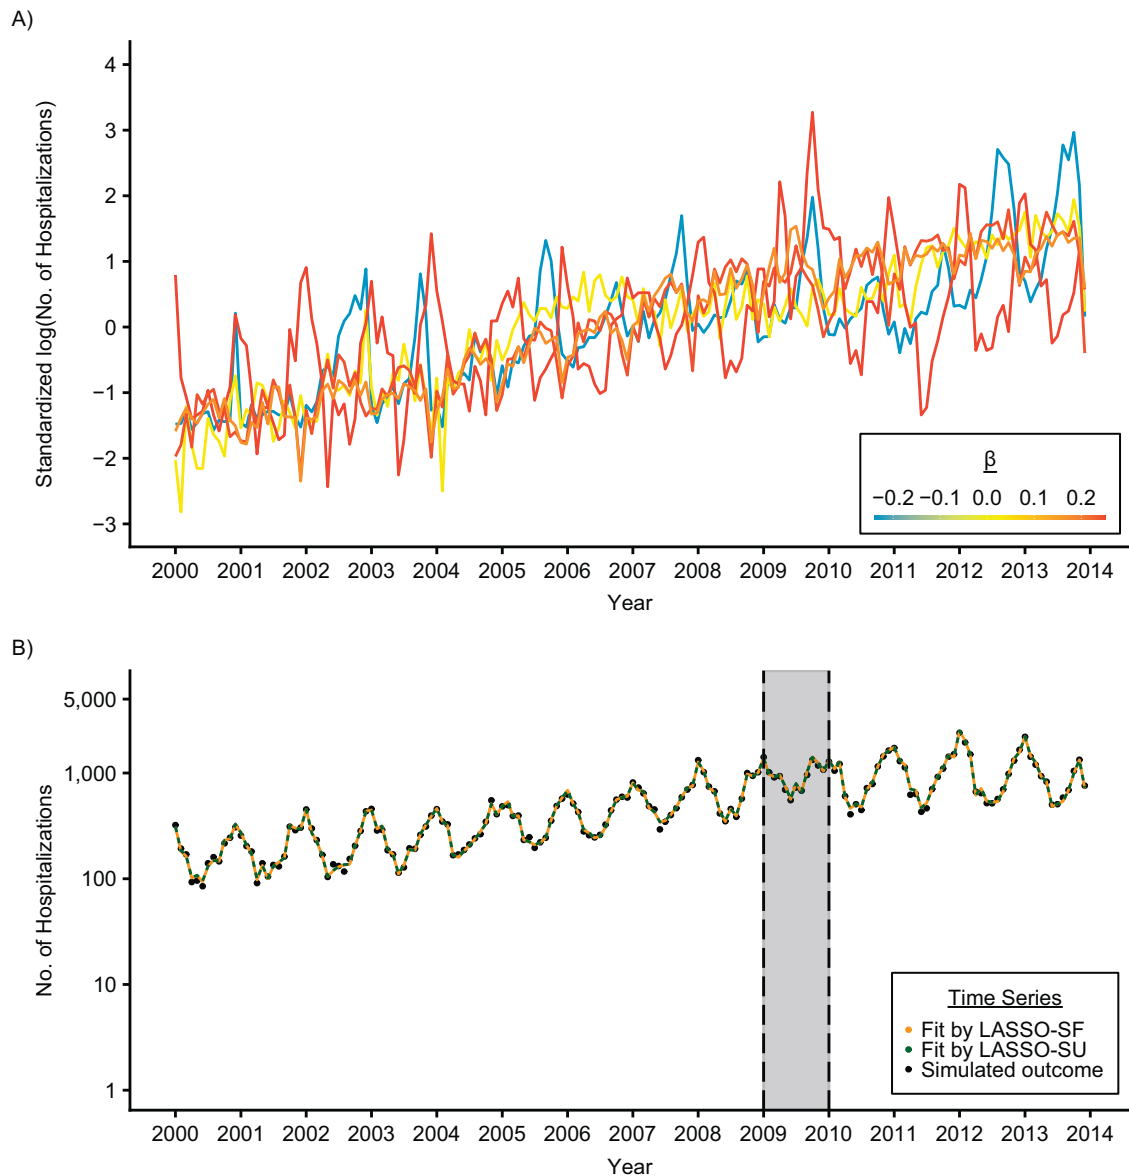 A)
Standardized log(No. of Hospitalizations)
4
3
2
1
0
−1
−2
−3
β
−0.2 −0.1 0.0 0.1 0.2
2000 2001 2002 2003 2004 2005 2006 2007 2008 2009 2010 2011 2012 2013 2014
Year
B)
No. of Hospitalizations
5,000
1,000
100
10
1
Time Series
Fit by LASSO-SF
Fit by LASSO-SU
Simulated outcome
2000 2001 2002 2003 2004 2005 2006 2007 2008 2009 2010 2011 2012 2013 2014
Year